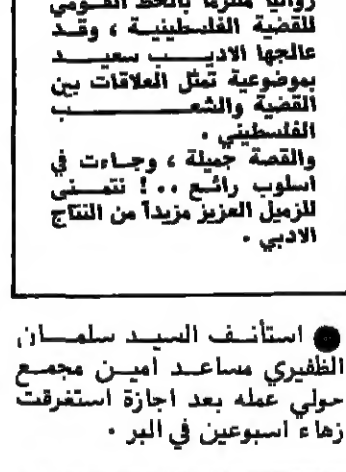 روائيا ملتزما بالخط القومي
للقضية الفلسطينية ، وقد
عالجها الاديب سعيد
بموضوعية تمثل العلاقات بين
القضية والشعب
الفلسطيني .
والقصة جميلة ، وجاءت في
اسلوب رائع .. ! نتمنى
للزميل العزيز مزيداً من النتاج
الادبي .
● استأنف السيد سلمان
الظفيري مساعد امين مجمع
حولي عمله بعد اجازة استغرقت
زهاء اسبوعين في البر .